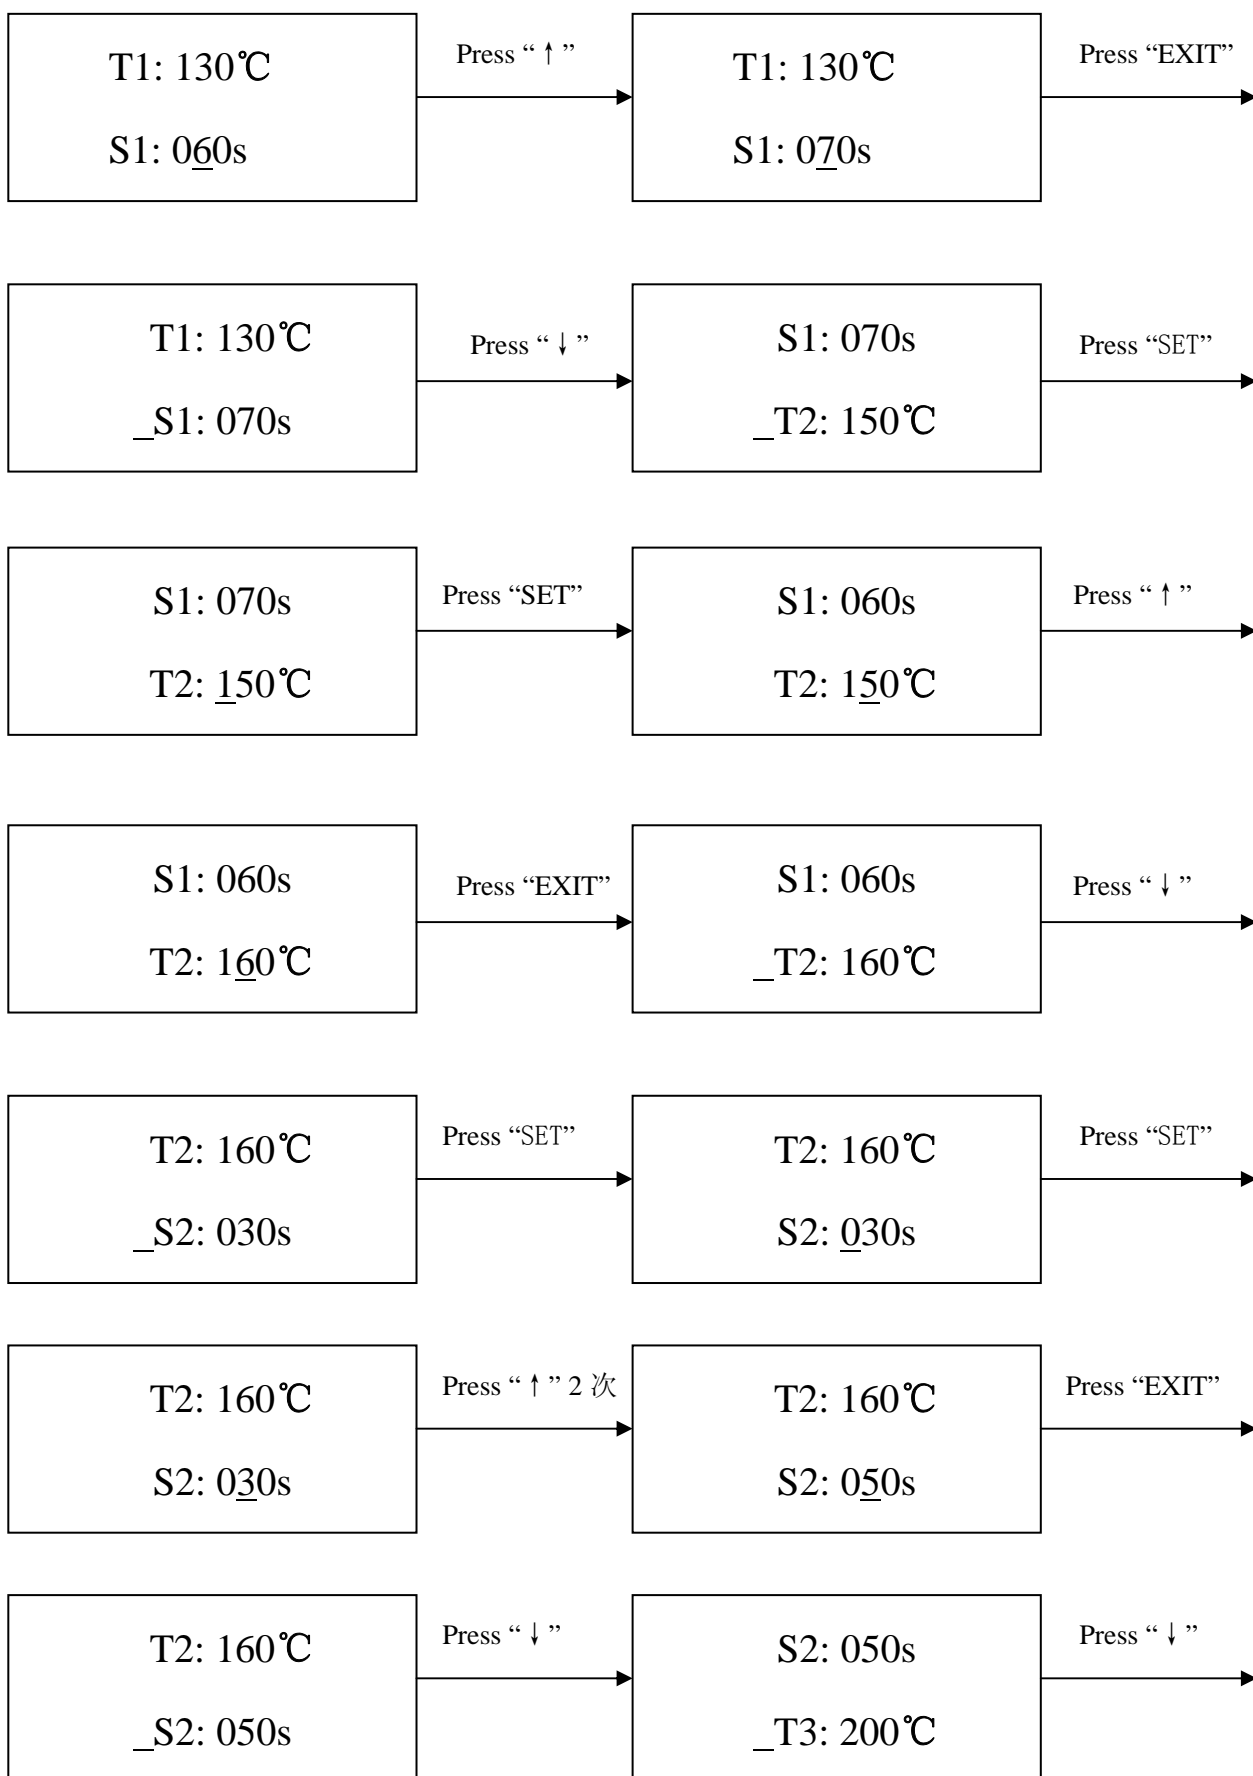 T1: 130℃
S1: 060s
Press “↑”
T1: 130℃
S1: 070s
Press “EXIT”
T1: 130℃
_S1: 070s
Press “↓”
S1: 070s
_T2: 150℃
Press “SET”
S1: 070s
T2: 150℃
Press “SET”
S1: 060s
T2: 150℃
Press “↑”
S1: 060s
T2: 160℃
Press “EXIT”
S1: 060s
_T2: 160℃
Press “↓”
T2: 160℃
_S2: 030s
Press “SET”
T2: 160℃
S2: 030s
Press “SET”
T2: 160℃
S2: 030s
Press “↑” 2 次
T2: 160℃
S2: 050s
Press “EXIT”
T2: 160℃
_S2: 050s
Press “↓”
S2: 050s
_T3: 200℃
Press “↓”